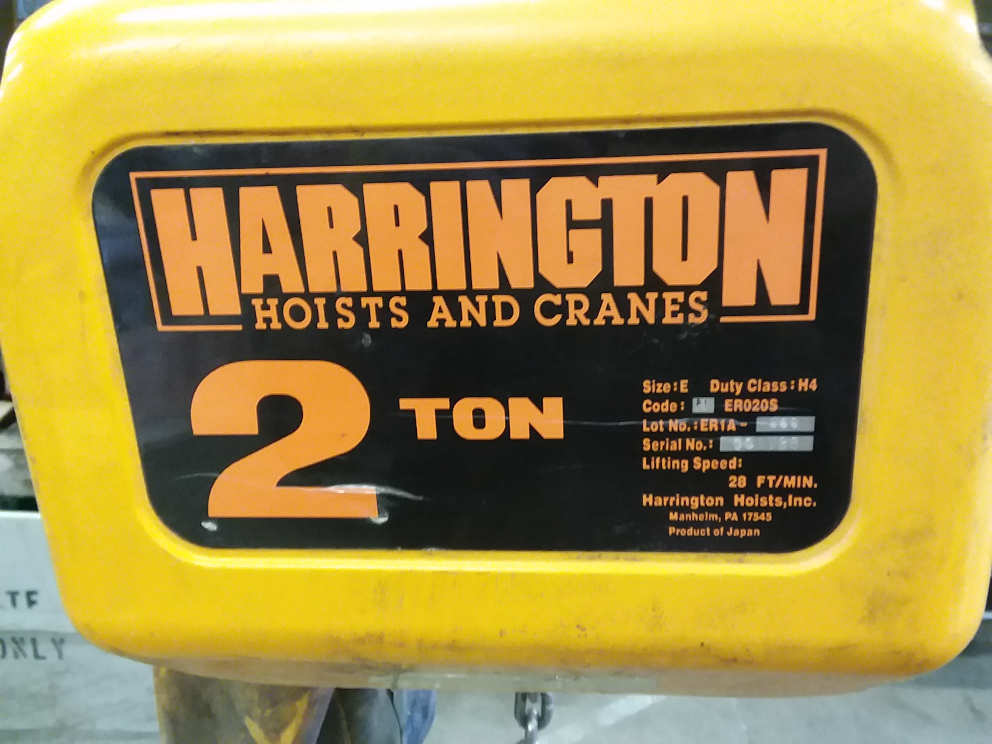 HARRINGTON
HOISTS AND CRANES
2 TON
Size:E Duty Class:H4
Code: ER020S
Lot No.:ER1A-
Serial No.:
Lifting Speed:
28 FT/MIN.
Harrington Hoists,Inc.
Manheim, PA 17545
Product of Japan
ONLY